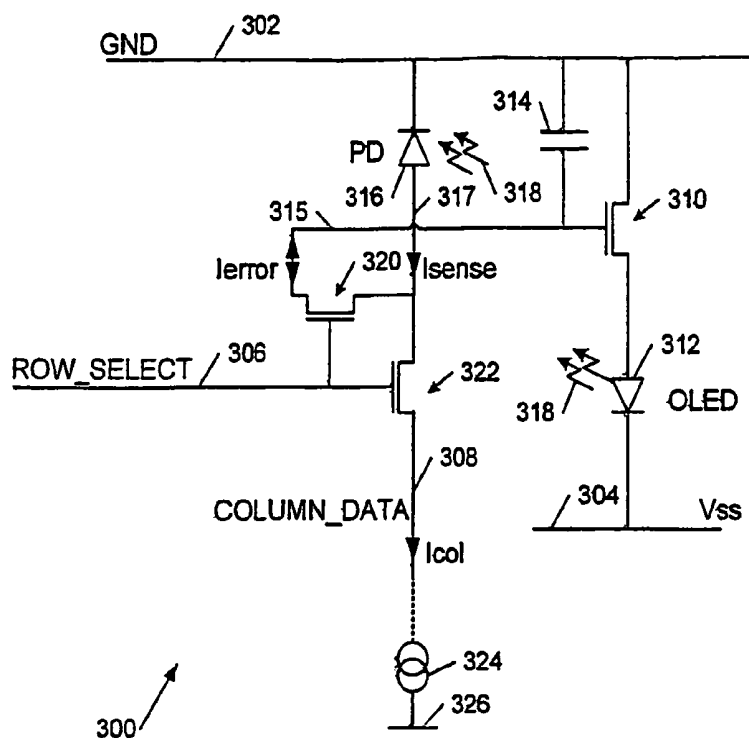 302
GND
314
PD
316
317
318
310
315
Ierror
320
Isense
ROW_SELECT
306
322
312
318
OLED
308
COLUMN_DATA
304
Vss
Icol
324
326
300